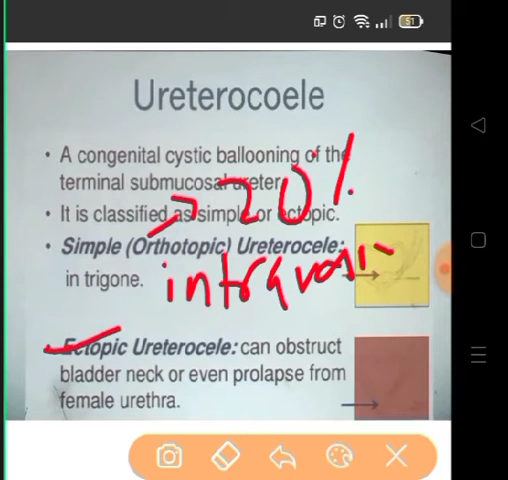 51
Ureterocoele
• A congenital cystic ballooning of the
terminal submucosal ureter
• It is classified as simple or ectopic.
→ 20%
• Simple (Orthotopic) Ureterocele:
in trigone.
Ectopic Ureterocele: can obstruct
bladder neck or even prolapse from
female urethra.